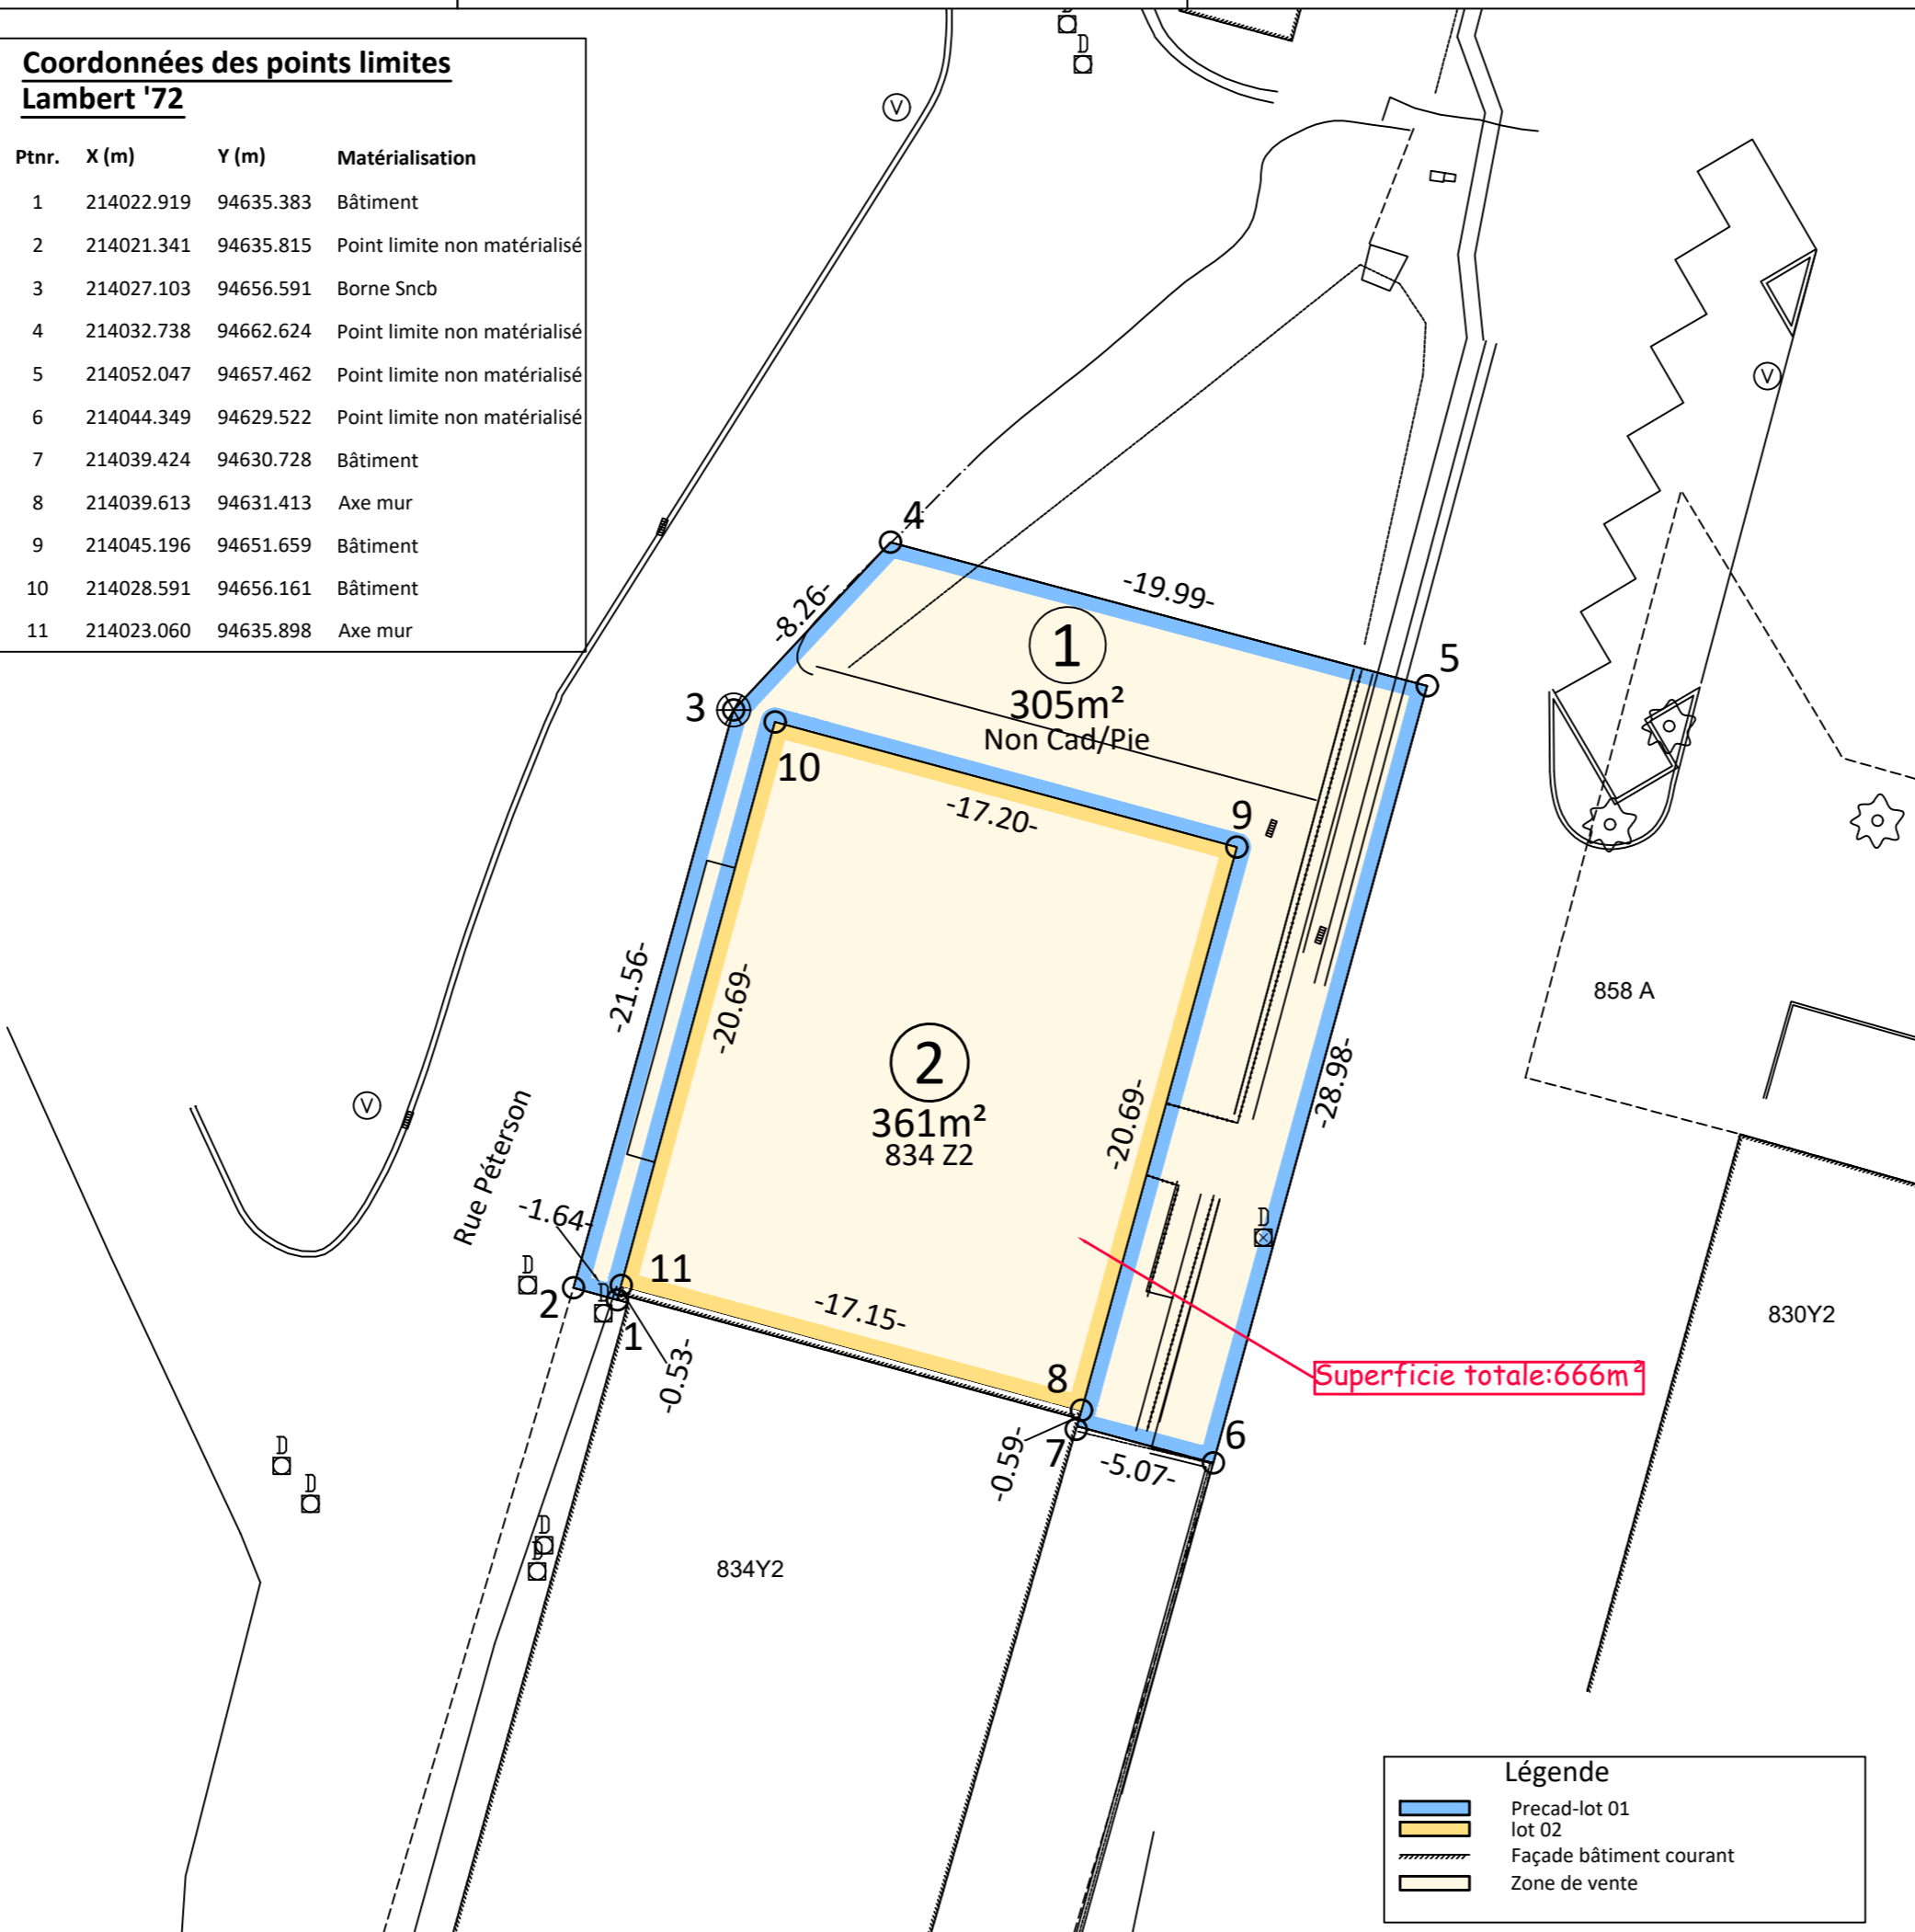 Coordonnées des points limites
Lambert '72
Ptnr. X (m) Y (m) Matérialisation
1 214022.919 94635.383 Bâtiment
2 214021.341 94635.815 Point limite non matérialisé
3 214027.103 94656.591 Borne Sncb
4 214032.738 94662.624 Point limite non matérialisé
5 214052.047 94657.462 Point limite non matérialisé
6 214044.349 94629.522 Point limite non matérialisé
7 214039.424 94630.728 Bâtiment
8 214039.613 94631.413 Axe mur
9 214045.196 94651.659 Bâtiment
10 214028.591 94656.161 Bâtiment
11 214023.060 94635.898 Axe mur
D
D
V
V
4
-19.99-
-8.26-
1
305m²
Non Cad/Pie
5
3
10
-17.20-
9
-21.56-
-20.69-
858 A
2
361m²
834 Z2
-20.69-
-28.98-
V
Rue Péterson
-1.64-
D
D
2
11
D
1
-17.15-
-0.53-
830Y2
8
Superficie totale:666m²
7
6
-0.59-
-5.07-
D
D
D
D
834Y2
Légende
Precad-lot 01
lot 02
Façade bâtiment courant
Zone de vente